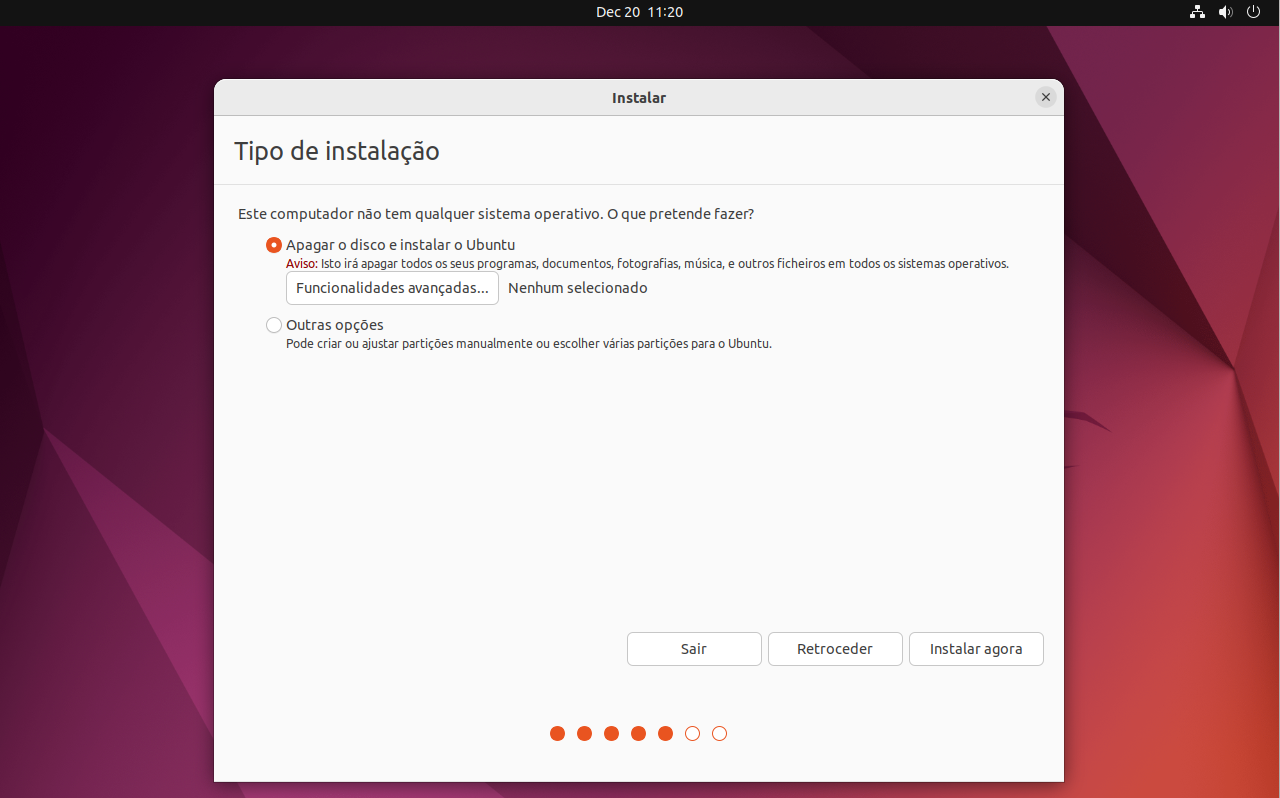 Dec 20 11:20
Instalar
Tipo de instalação
Este computador não tem qualquer sistema operativo. O que pretende fazer?
Apagar o disco e instalar o Ubuntu
Aviso: Isto irá apagar todos os seus programas, documentos, fotografias, música, e outros ficheiros em todos os sistemas operativos.
Funcionalidades avançadas... Nenhum selecionado
Outras opções
Pode criar ou ajustar partições manualmente ou escolher várias partições para o Ubuntu.
Sair Retroceder Instalar agora